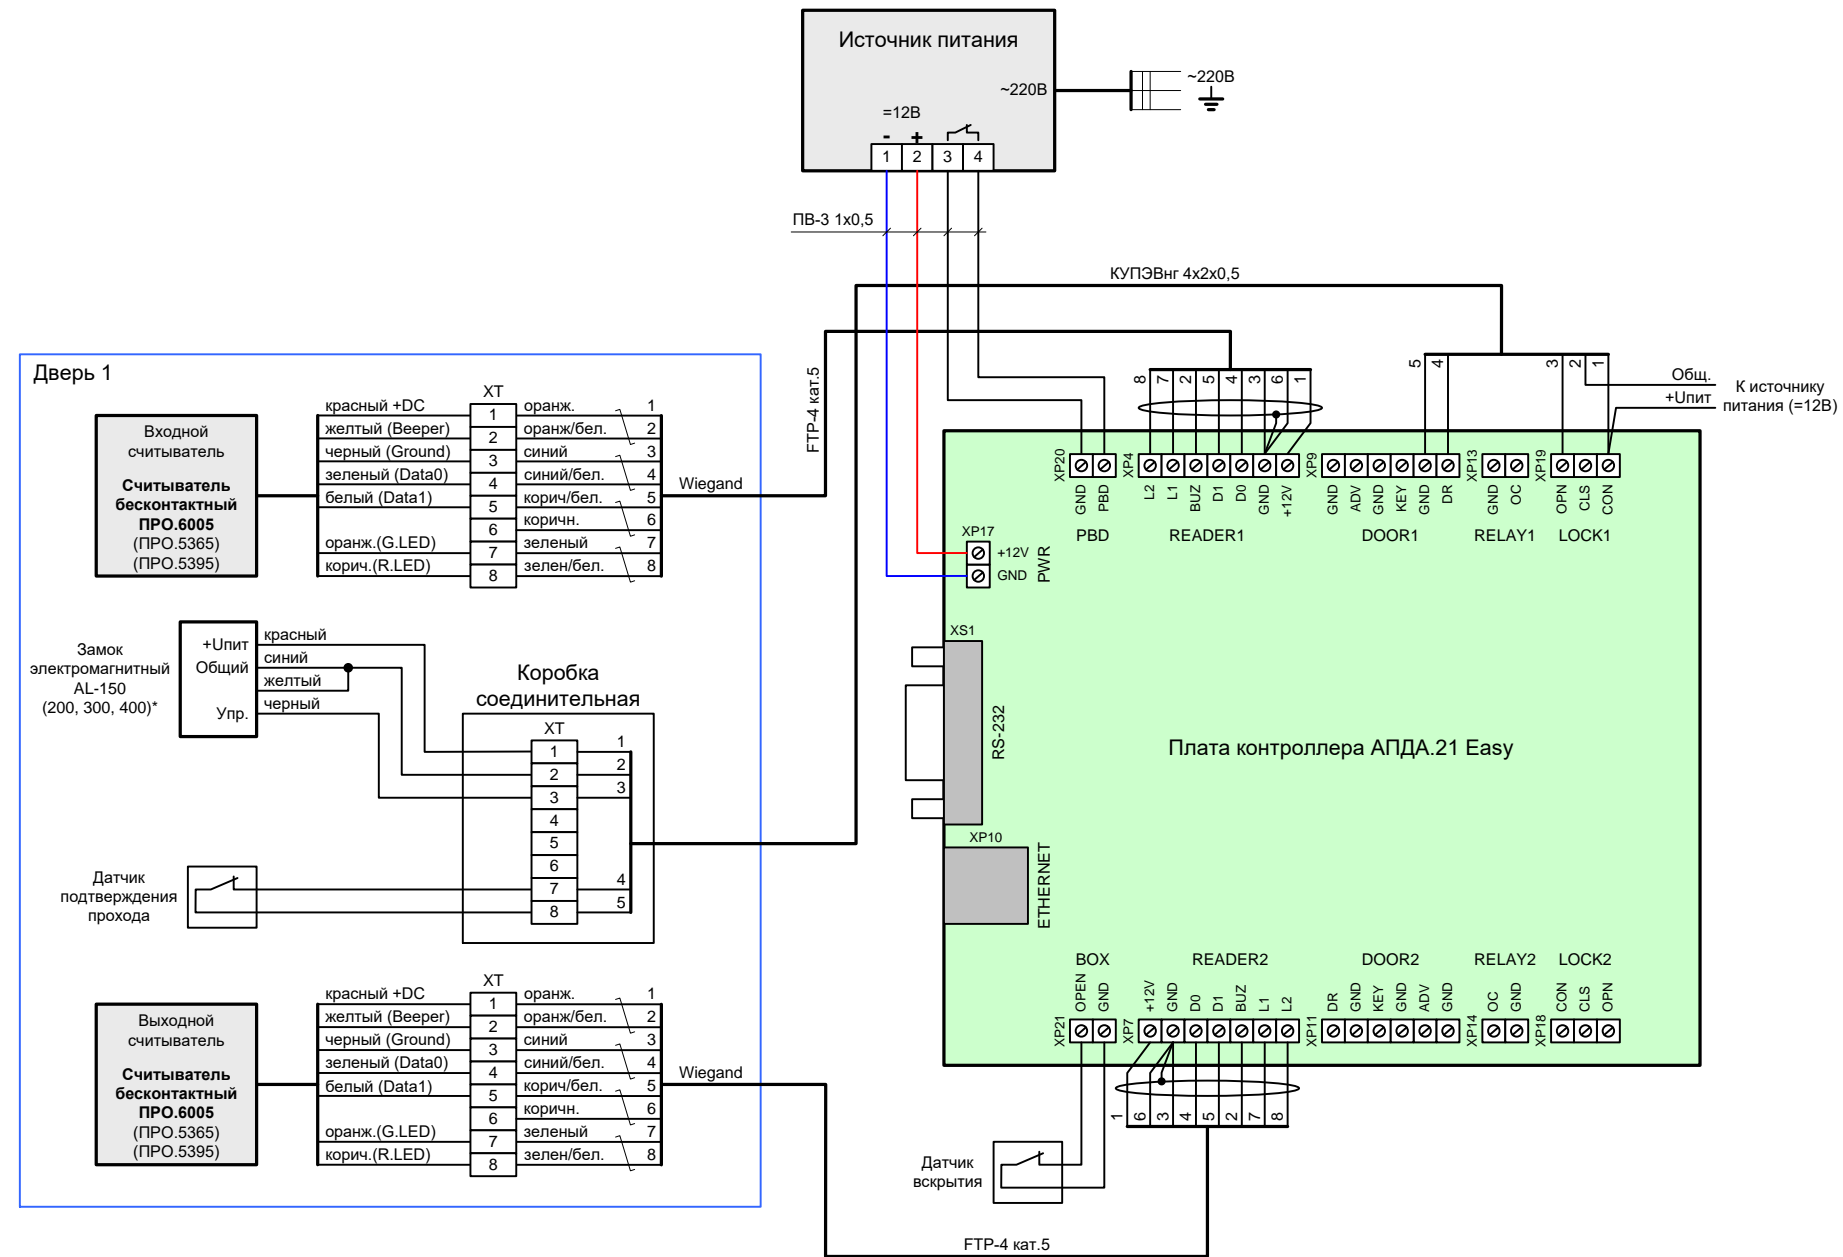 Источник питания
~220В
=12В
- +
1 2 3 4
~220В
ПВ-3 1х0,5
КУПЭВнг 4х2х0,5
FTP-4 кат.5
Дверь 1
Входной
считыватель
Считыватель
бесконтактный
ПРО.6005
(ПРО.5365)
(ПРО.5395)
XT
красный +DC 1 оранж. 1
желтый (Beeper) 2 оранж/бел. 2
черный (Ground) 3 синий 3
зеленый (Data0) 4 синий/бел. 4
белый (Data1) 5 корич/бел. 5
6 коричн. 6
оранж.(G.LED) 7 зеленый 7
корич.(R.LED) 8 зелен/бел. 8
Wiegand
Замок
электромагнитный
AL-150
(200, 300, 400)*
+Uпит
Общий
Упр.
красный
синий
желтый
черный
Коробка
соединительная
XT
1 1
2 2
3 3
4
5
6
7 4
8 5
Датчик
подтверждения
прохода
Выходной
считыватель
Считыватель
бесконтактный
ПРО.6005
(ПРО.5365)
(ПРО.5395)
XT
красный +DC 1 оранж. 1
желтый (Beeper) 2 оранж/бел. 2
черный (Ground) 3 синий 3
зеленый (Data0) 4 синий/бел. 4
белый (Data1) 5 корич/бел. 5
6 коричн. 6
оранж.(G.LED) 7 зеленый 7
корич.(R.LED) 8 зелен/бел. 8
Wiegand
8 7 2 5 4 3 6 1
5 4
3 2 1
Общ.
+Uпит
К источнику
питания (=12В)
XP20
GND PBD
PBD
XP4
L2 L1 BUZ D1 D0 GND +12V
READER1
XP9
GND ADV GND KEY GND DR
DOOR1
XP13
GND OC
RELAY1
XP19
OPN CLS CON
LOCK1
XP17
+12V
GND
PWR
XS1
RS-232
XP10
ETHERNET
Плата контроллера АПДА.21 Easy
BOX
OPEN GND
XP21
READER2
+12V GND D0 D1 BUZ L1 L2
XP7
DOOR2
DR GND KEY GND ADV GND
XP11
RELAY2
OC GND
XP14
LOCK2
CON CLS OPN
XP18
1 6 3 4 5 2 7 8
Датчик
вскрытия
FTP-4 кат.5